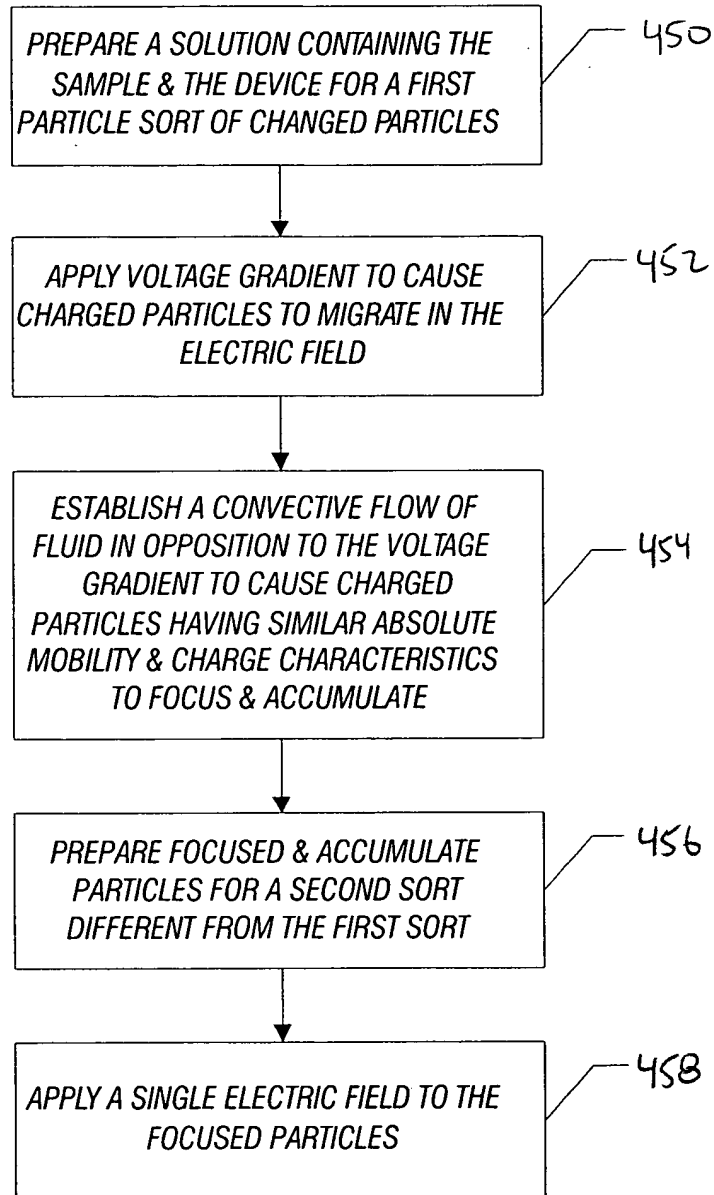 PREPARE A SOLUTION CONTAINING THE
SAMPLE & THE DEVICE FOR A FIRST
PARTICLE SORT OF CHANGED PARTICLES
450
APPLY VOLTAGE GRADIENT TO CAUSE
CHARGED PARTICLES TO MIGRATE IN THE
ELECTRIC FIELD
452
ESTABLISH A CONVECTIVE FLOW OF
FLUID IN OPPOSITION TO THE VOLTAGE
GRADIENT TO CAUSE CHARGED
PARTICLES HAVING SIMILAR ABSOLUTE
MOBILITY & CHARGE CHARACTERISTICS
TO FOCUS & ACCUMULATE
454
PREPARE FOCUSED & ACCUMULATE
PARTICLES FOR A SECOND SORT
DIFFERENT FROM THE FIRST SORT
456
APPLY A SINGLE ELECTRIC FIELD TO THE
FOCUSED PARTICLES
458